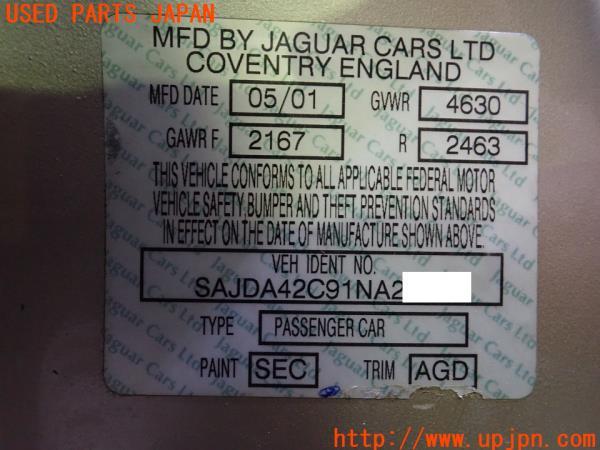 USED PARTS JAPAN
MFD BY JAGUAR CARS LTD
COVENTRY ENGLAND
MFD DATE 05/01 GVWR 4630
GAWR F 2167 R 2463
THIS VEHICLE CONFORMS TO ALL APPLICABLE FEDERAL MOTOR
VEHICLE SAFETY, BUMPER AND THEFT PREVENTION STANDARDS
IN EFFECT ON THE DATE OF MANUFACTURE SHOWN ABOVE.
VEH IDENT NO.
SAJDA42C91NA2
TYPE PASSENGER CAR
PAINT SEC TRIM AGD
Jaguar Cars Ltd
http://www.upjpn.com